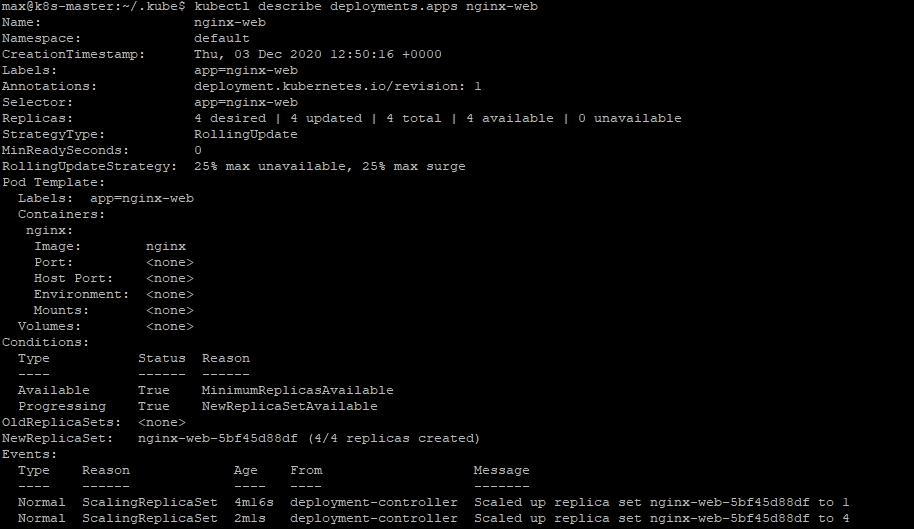 max@k8s-master:~/.kube$ kubectl describe deployments.apps nginx-web
Name:                   nginx-web
Namespace:              default
CreationTimestamp:      Thu, 03 Dec 2020 12:50:16 +0000
Labels:                 app=nginx-web
Annotations:            deployment.kubernetes.io/revision: 1
Selector:               app=nginx-web
Replicas:               4 desired | 4 updated | 4 total | 4 available | 0 unavailable
StrategyType:           RollingUpdate
MinReadySeconds:        0
RollingUpdateStrategy:  25% max unavailable, 25% max surge
Pod Template:
  Labels:  app=nginx-web
  Containers:
   nginx:
    Image:        nginx
    Port:         <none>
    Host Port:    <none>
    Environment:  <none>
    Mounts:       <none>
  Volumes:        <none>
Conditions:
  Type           Status  Reason
  ----           ------  ------
  Available      True    MinimumReplicasAvailable
  Progressing    True    NewReplicaSetAvailable
OldReplicaSets:  <none>
NewReplicaSet:   nginx-web-5bf45d88df (4/4 replicas created)
Events:
  Type    Reason             Age    From                   Message
  ----    ------             ----   ----                   -------
  Normal  ScalingReplicaSet  4m16s  deployment-controller  Scaled up replica set nginx-web-5bf45d88df to 1
  Normal  ScalingReplicaSet  2m1s   deployment-controller  Scaled up replica set nginx-web-5bf45d88df to 4